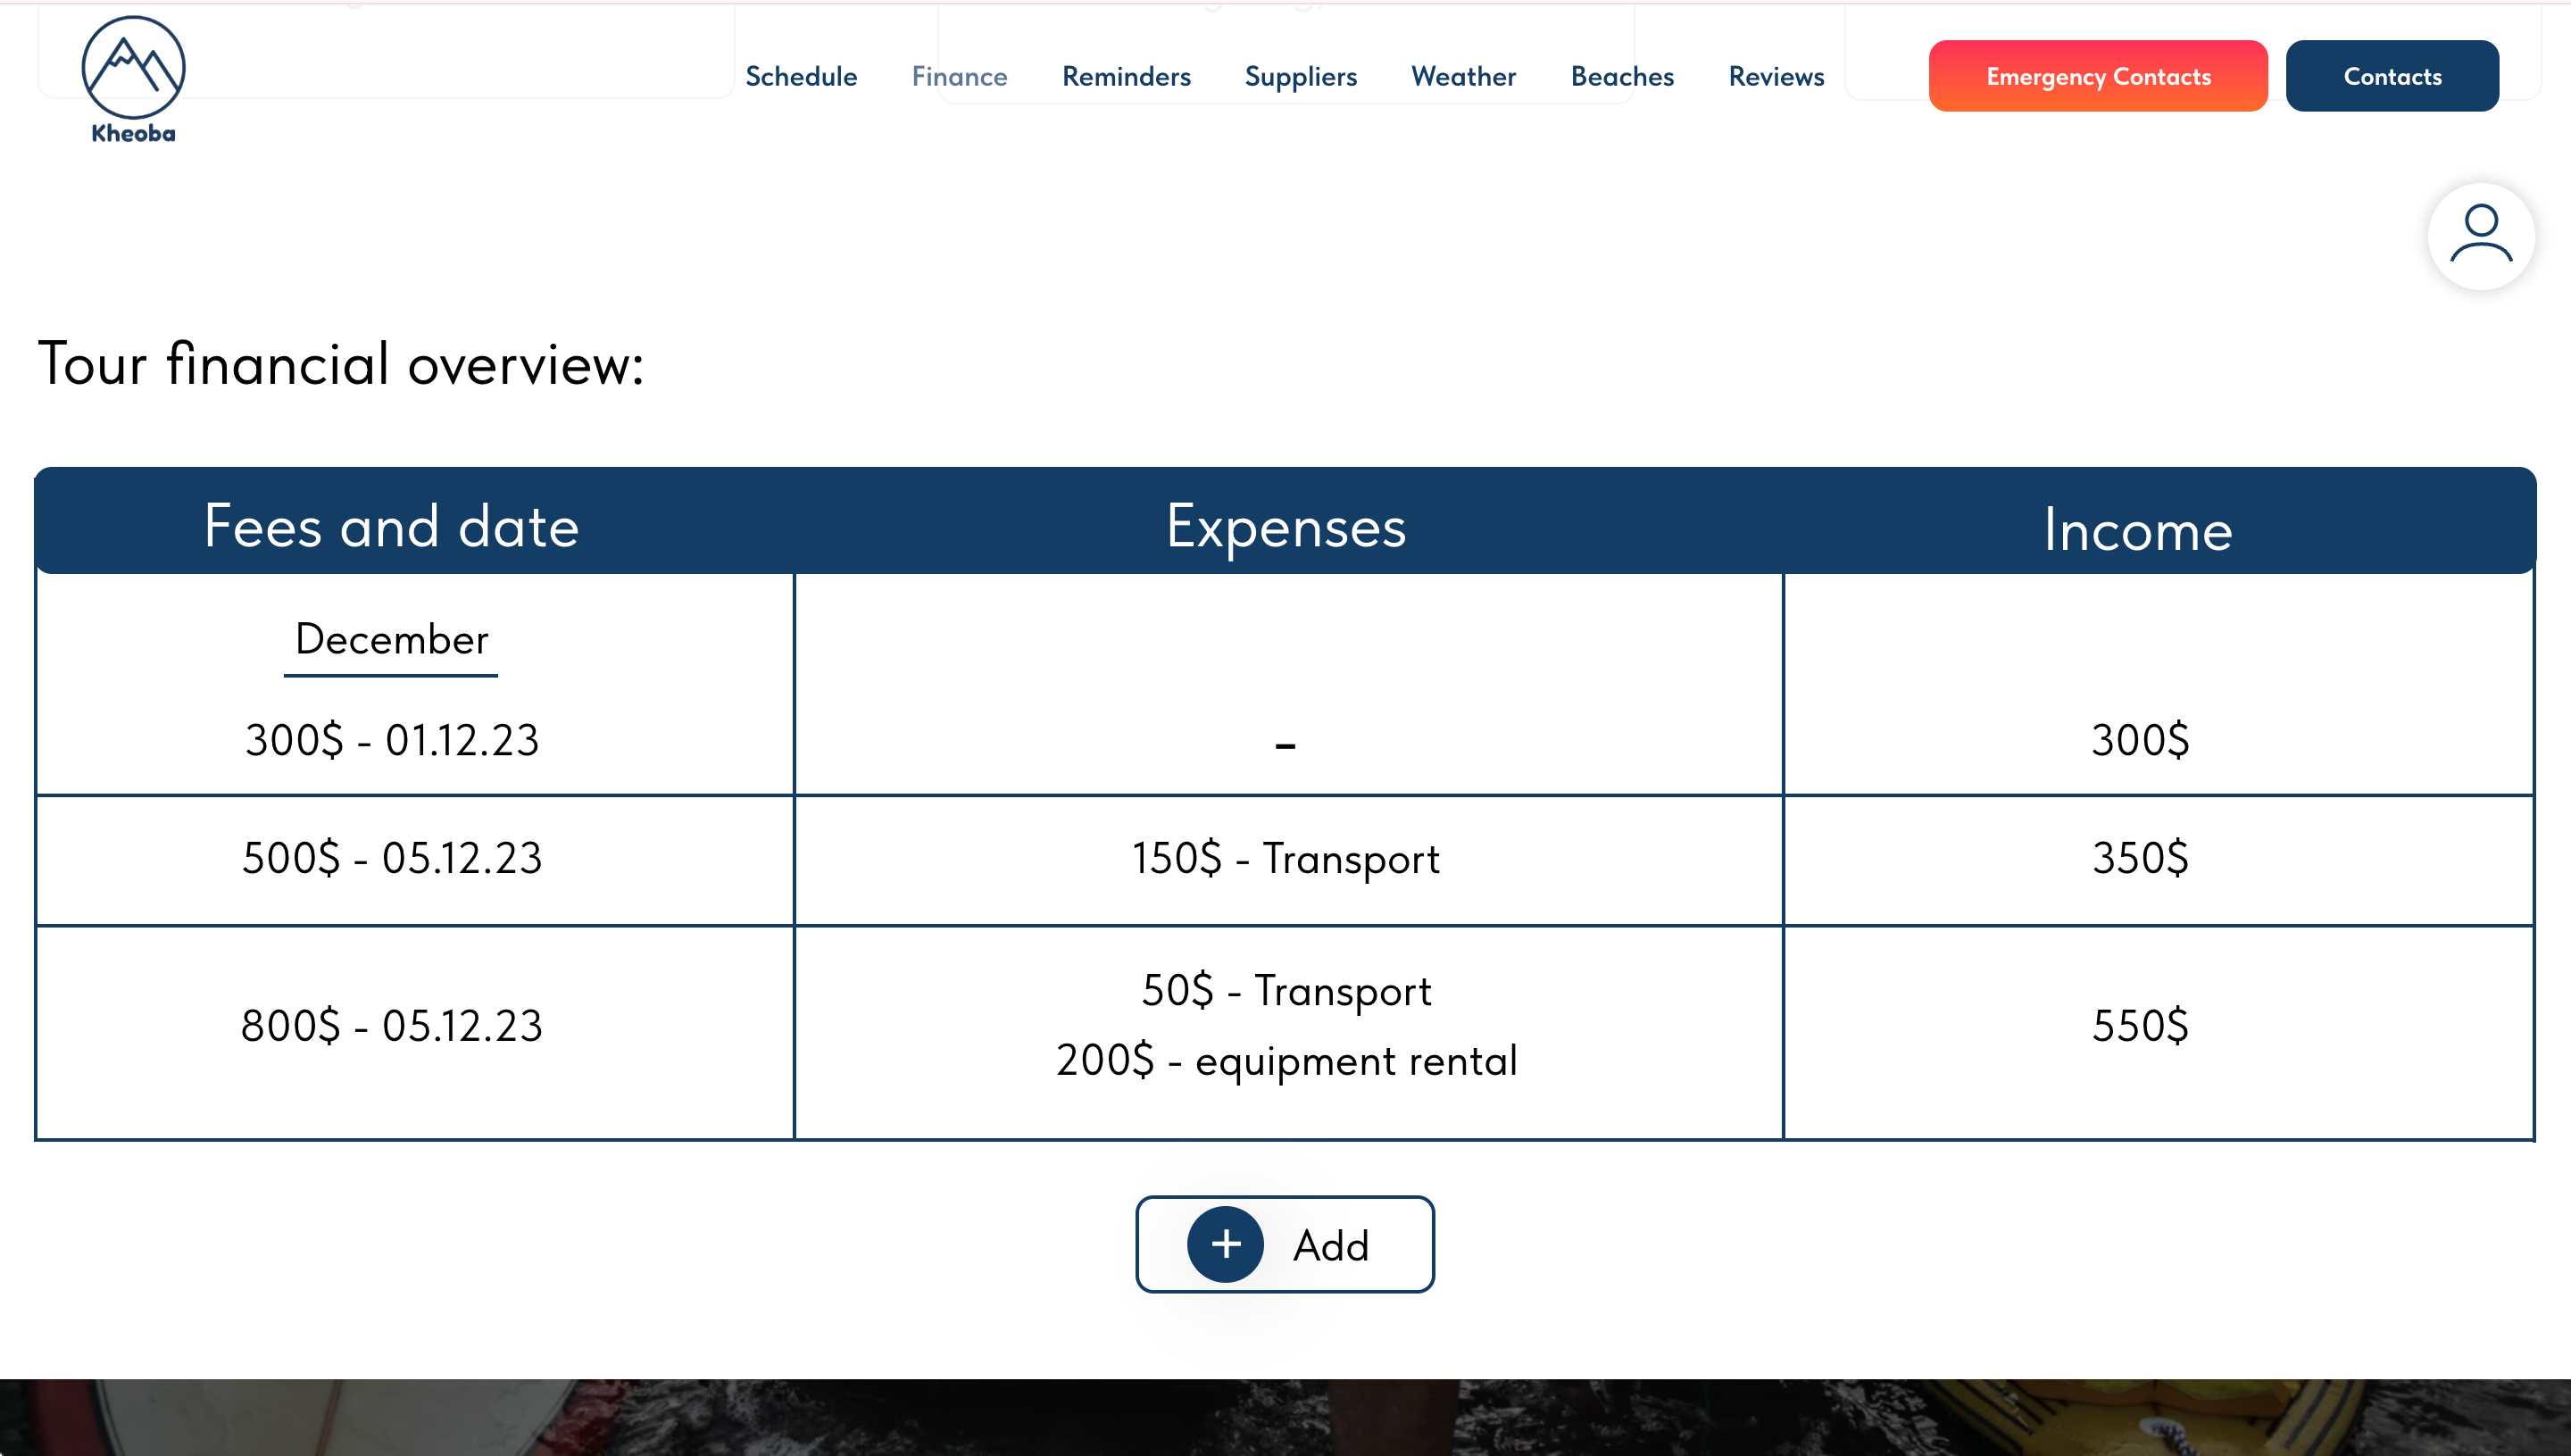 Kheoba
Schedule Finance Reminders Suppliers Weather Beaches Reviews Emergency Contacts Contacts
Tour financial overview:
Fees and date Expenses Income
December
300$ - 01.12.23 - 300$
500$ - 05.12.23 150$ - Transport 350$
50$ - Transport
800$ - 05.12.23 550$
200$ - equipment rental
+ Add